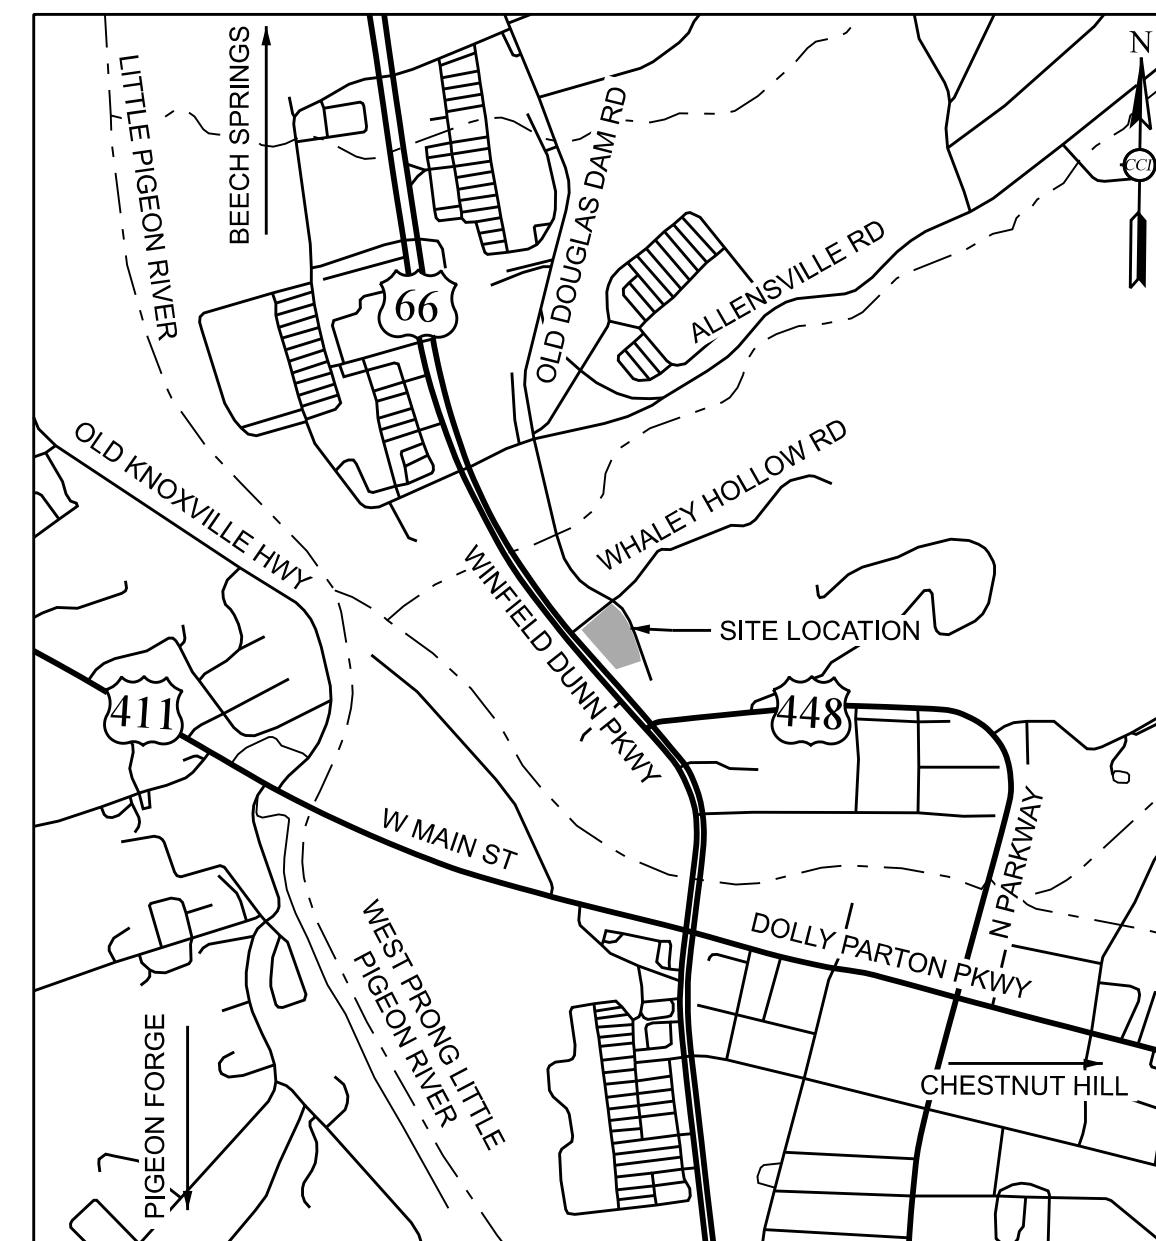 BEECH SPRINGS
LITTLE PIGEON RIVER
N
CCI
66
OLD DOUGLAS DAM RD
ALLENSVILLE RD
OLD KNOXVILLE HWY
WHALEY HOLLOW RD
WINFIELD DUNN PKWY
SITE LOCATION
411
448
W MAIN ST
N PARKWAY
DOLLY PARTON PKWY
WEST PRONG LITTLE
PIGEON RIVER
PIGEON FORGE
CHESTNUT HILL